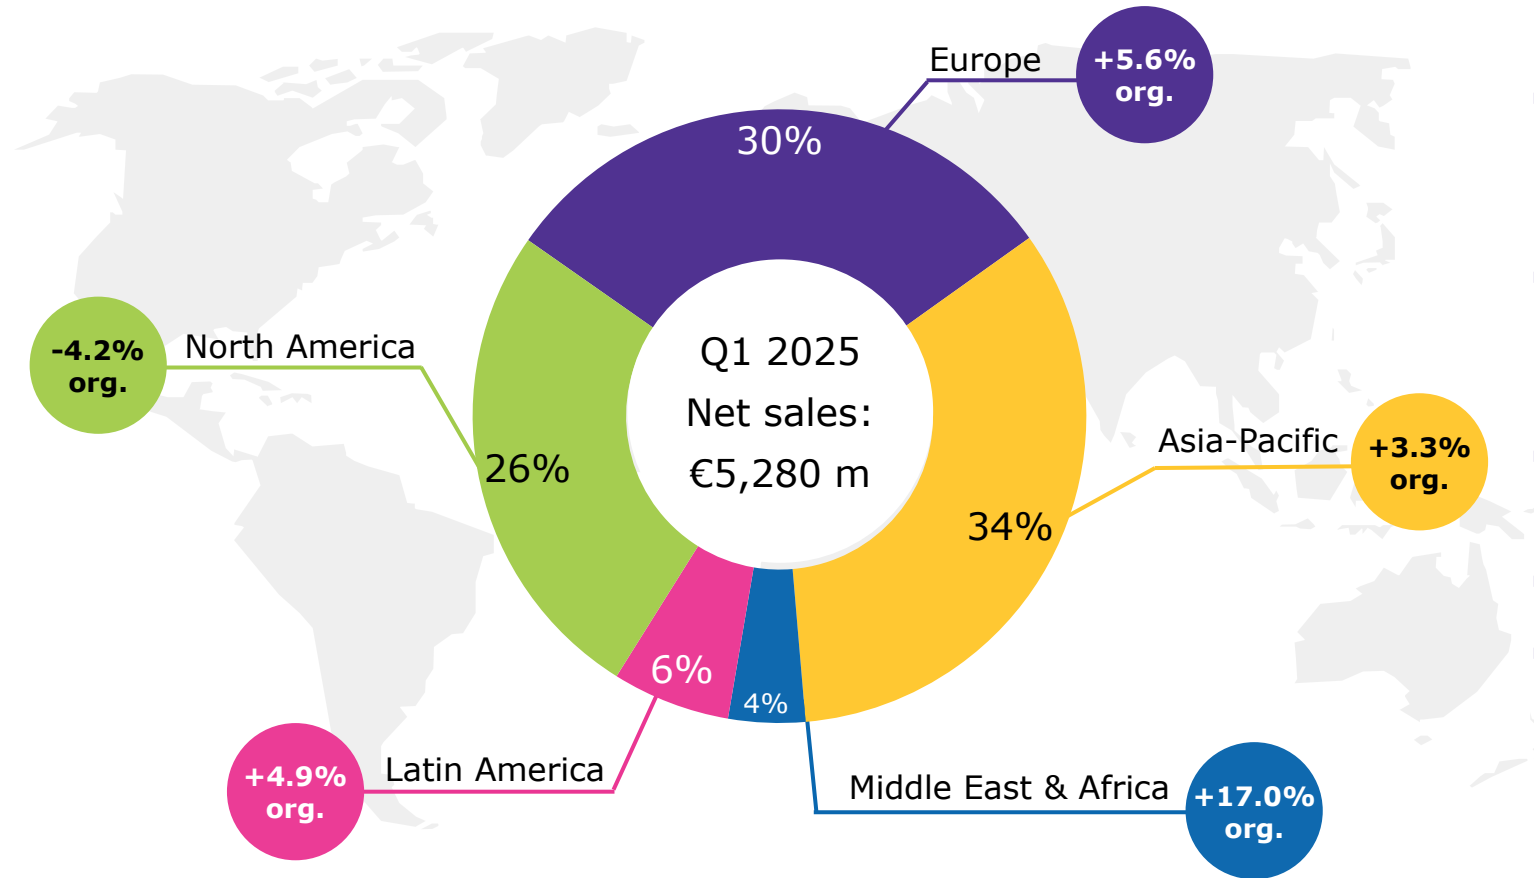 Europe
+5.6%
org.
30%
-4.2%
org.
North America
Q1 2025
Net sales:
€5,280 m
26%
Asia-Pacific
+3.3%
org.
34%
6%
4%
+4.9%
org.
Latin America
Middle East & Africa
+17.0%
org.